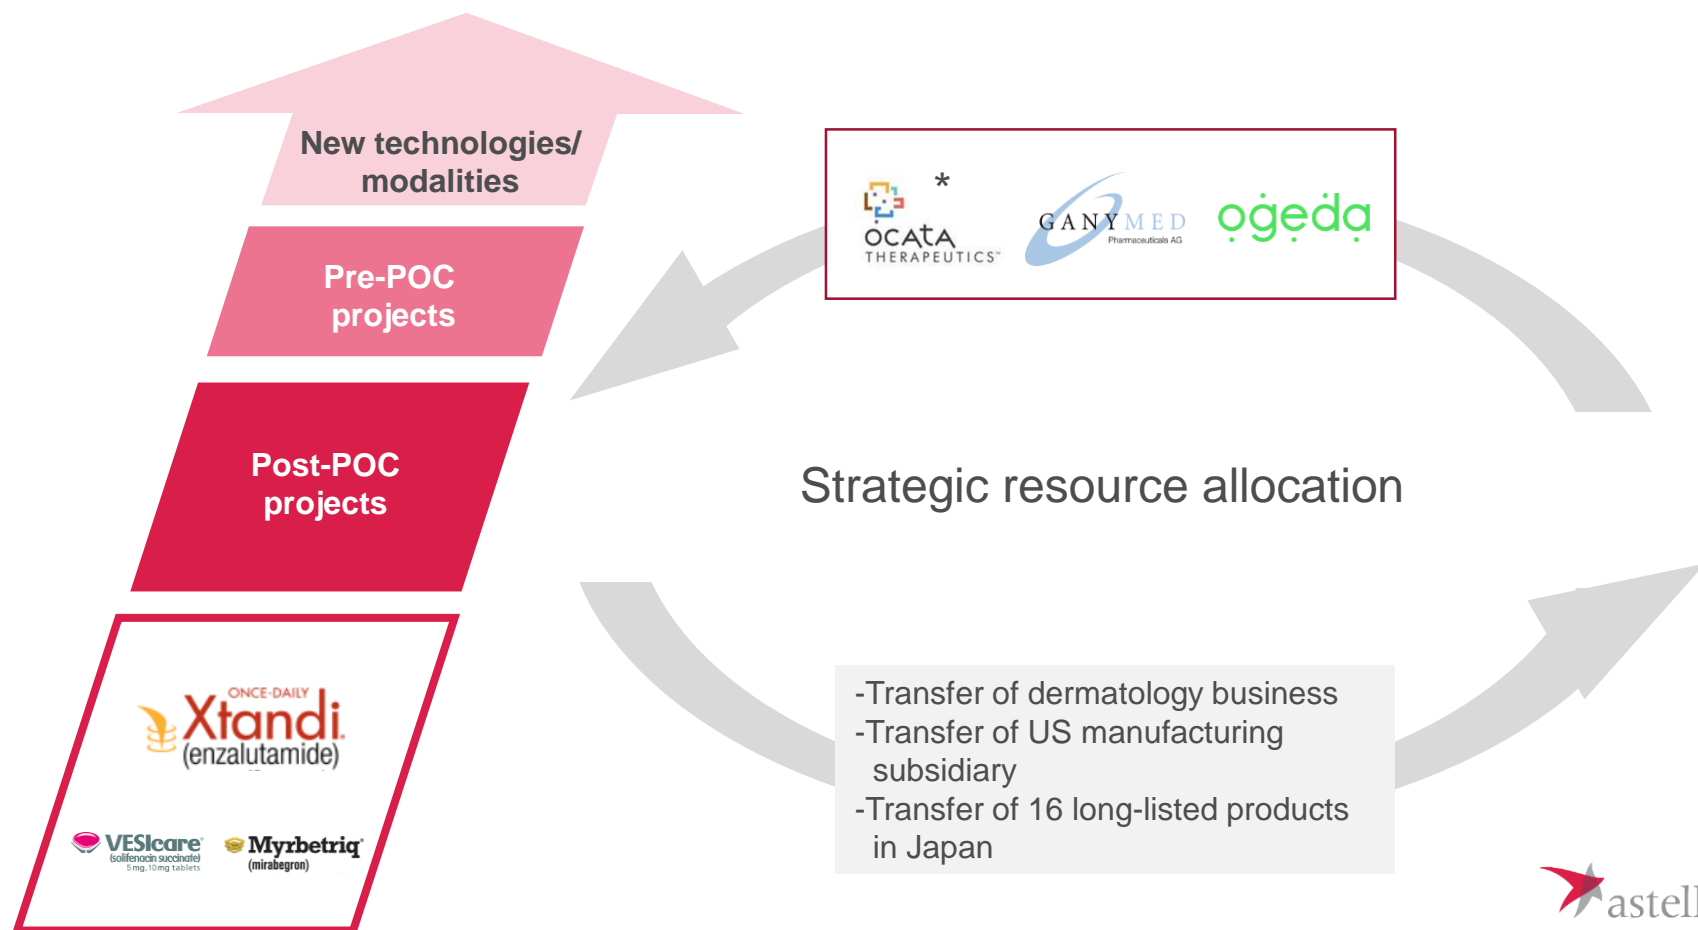 New technologies/
modalities
Pre-POC
projects
Post-POC
projects
ONCE-DAILY
Xtandi.
(enzalutamide)
VESIcare®
(solifenacin succinate)
5 mg, 10 mg tablets
Myrbetriq®
(mirabegron)
*
OCATA
THERAPEUTICS™
GANYMED
Pharmaceuticals AG
ogeda
Strategic resource allocation
-Transfer of dermatology business
-Transfer of US manufacturing
subsidiary
-Transfer of 16 long-listed products
in Japan
astell